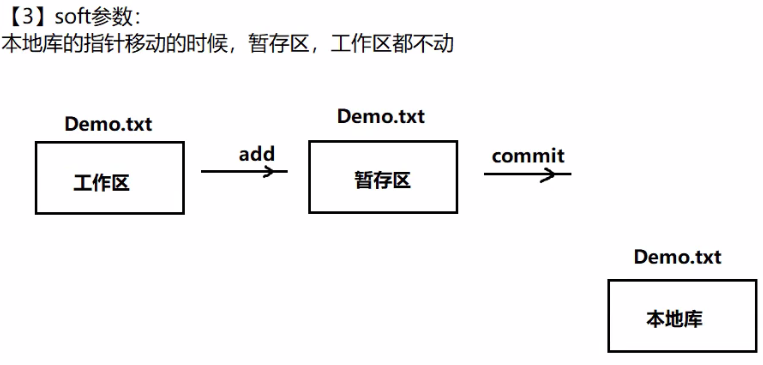 【3】soft参数：
本地库的指针移动的时候，暂存区，工作区都不动
Demo.txt
工作区
add
Demo.txt
暂存区
commit
Demo.txt
本地库